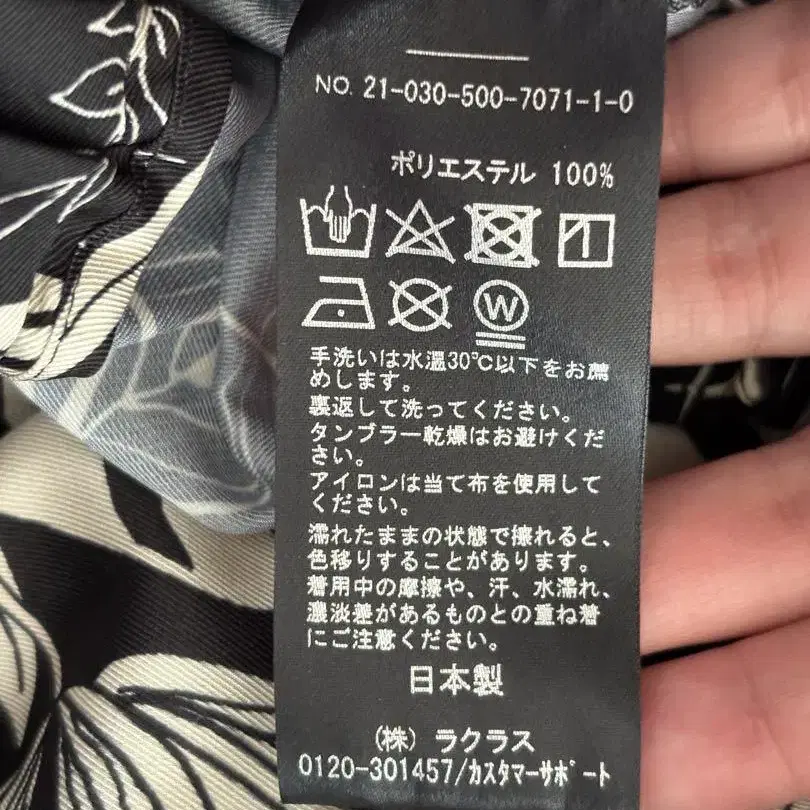 NO. 21-030-500-7071-1-0
ポリエステル 100%
W
手洗いは水温30℃以下をお薦
めします。
裏返して洗ってください。
タンブラー乾燥はお避けくだ
さい。
アイロンは当て布を使用して
ください。
濡れたままの状態で擦れると、
色移りすることがあります。
着用中の摩擦や、汗、水濡れ、
濃淡差があるものとの重ね着
にご注意ください。
日本製
(株) ラクラス
0120-301457/カスタマーサポート